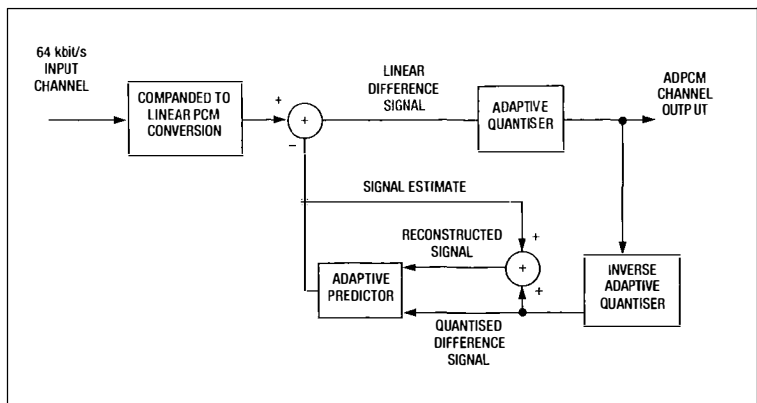 64 kbit/s
INPUT
CHANNEL
COMPANDED TO
LINEAR PCM
CONVERSION
+
+
−
LINEAR
DIFFERENCE
SIGNAL
ADAPTIVE
QUANTISER
ADPCM
CHANNEL
OUTPUT
SIGNAL ESTIMATE
+
RECONSTRUCTED
SIGNAL
+
+
ADAPTIVE
PREDICTOR
INVERSE
ADAPTIVE
QUANTISER
QUANTISED
DIFFERENCE
SIGNAL